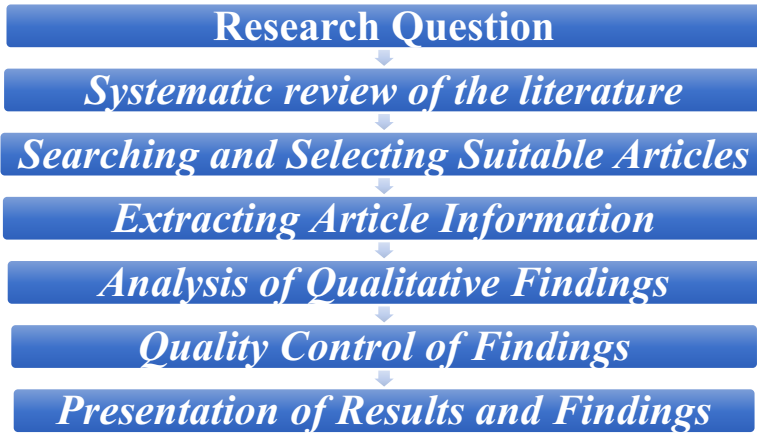 Research Question
Systematic review of the literature
Searching and Selecting Suitable Articles
Extracting Article Information
Analysis of Qualitative Findings
Quality Control of Findings
Presentation of Results and Findings